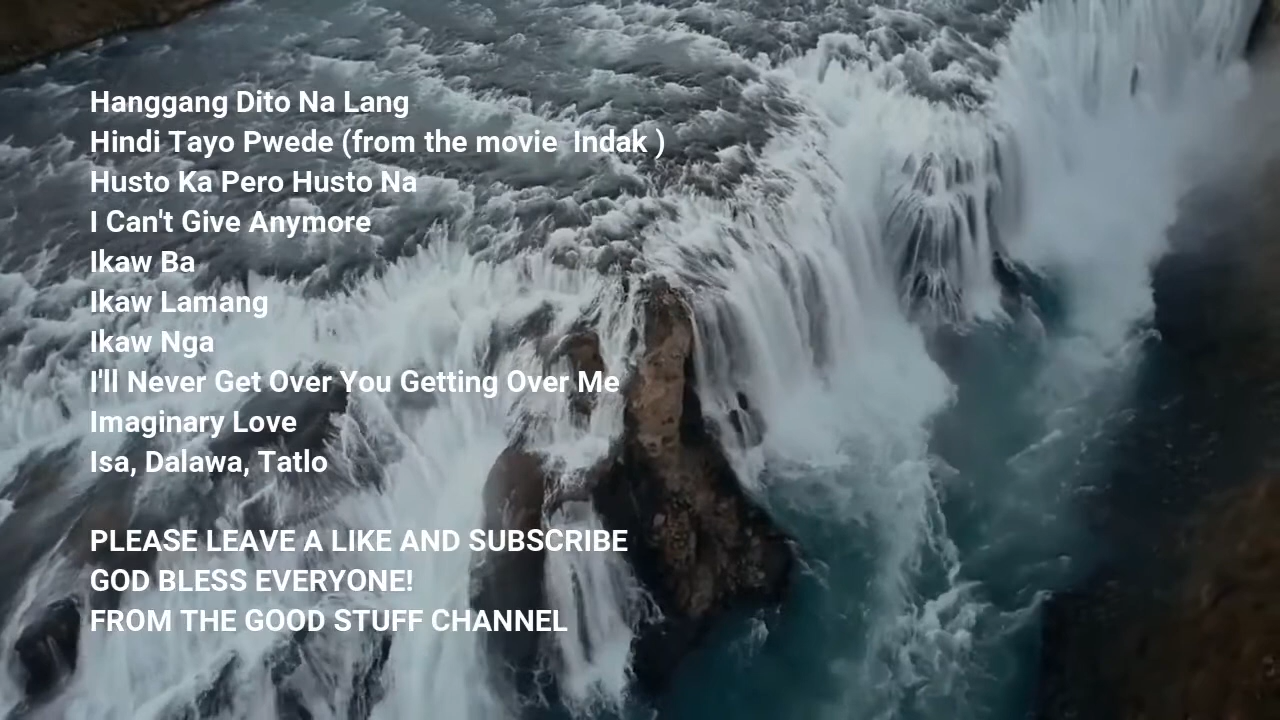 Hanggang Dito Na Lang
Hindi Tayo Pwede (from the movie  Indak )
Husto Ka Pero Husto Na
I Can't Give Anymore
Ikaw Ba
Ikaw Lamang
Ikaw Nga
I'll Never Get Over You Getting Over Me
Imaginary Love
Isa, Dalawa, Tatlo
PLEASE LEAVE A LIKE AND SUBSCRIBE
GOD BLESS EVERYONE!
FROM THE GOOD STUFF CHANNEL